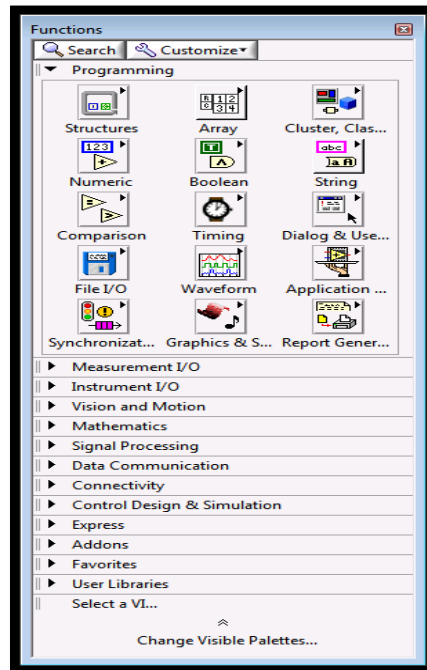 Functions
Search Customize
Programming
Structures Array Cluster, Clas...
123
Numeric Boolean String
Comparison Timing Dialog & Use...
File I/O Waveform Application ...
Synchronizat... Graphics & S... Report Gener...
Measurement I/O
Instrument I/O
Vision and Motion
Mathematics
Signal Processing
Data Communication
Connectivity
Control Design & Simulation
Express
Addons
Favorites
User Libraries
Select a VI...
Change Visible Palettes...